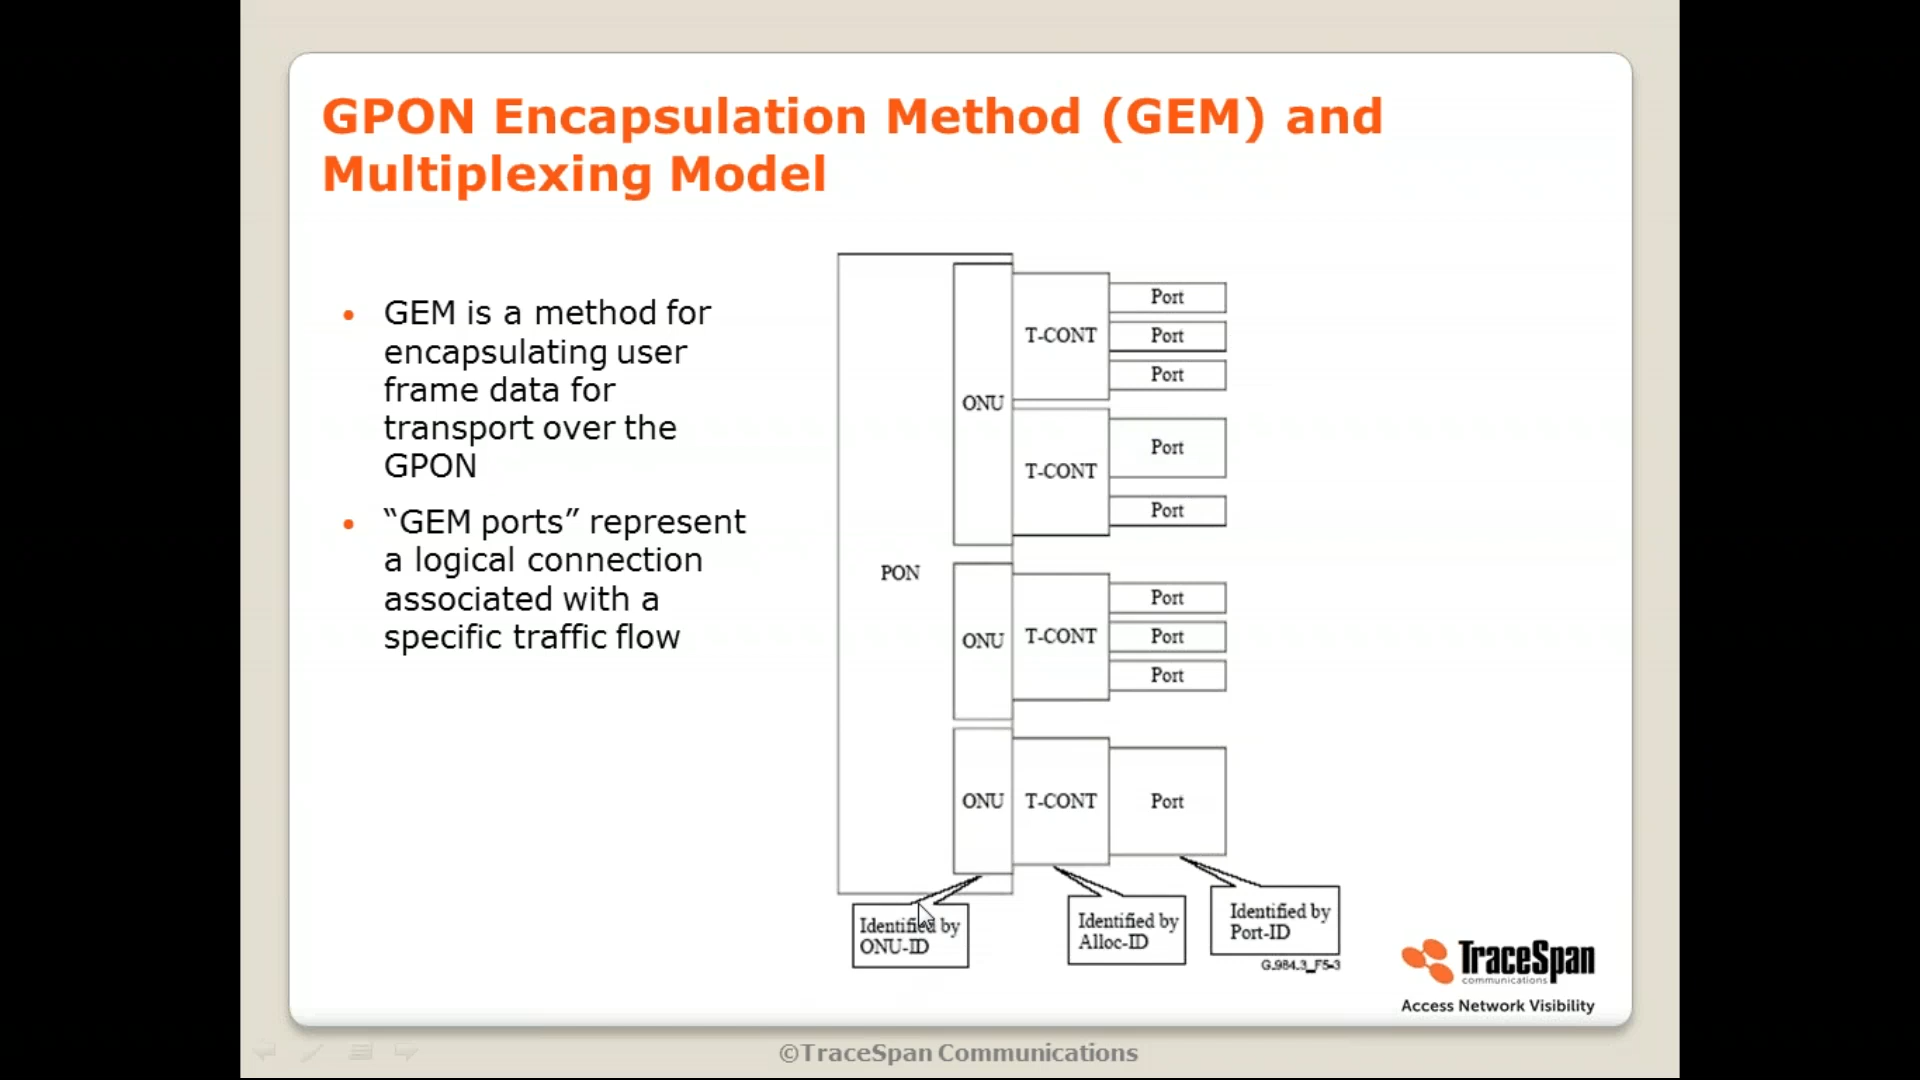 GPON Encapsulation Method (GEM) and
Multiplexing Model
• GEM is a method for
encapsulating user
frame data for
transport over the
GPON
• “GEM ports” represent
a logical connection
associated with a
specific traffic flow
PON
ONU
T-CONT
Port
Port
Port
T-CONT
Port
Port
ONU
T-CONT
Port
Port
Port
ONU
T-CONT
Port
Identified by
ONU-ID
Identified by
Alloc-ID
Identified by
Port-ID
G.984.3_F5-3
TraceSpan
communications
Access Network Visibility
©TraceSpan Communications